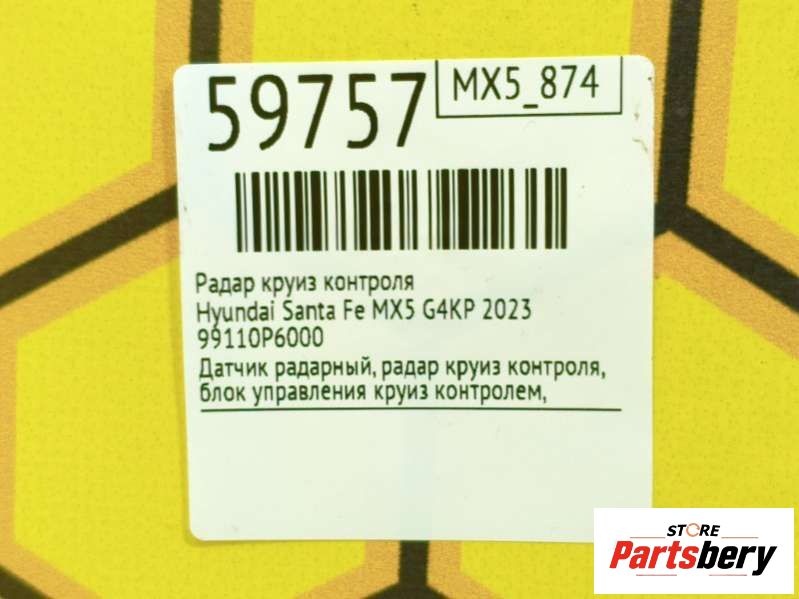 59757
MX5_874
Радар круиз контроля
Hyundai Santa Fe MX5 G4KP 2023
99110P6000
Датчик радарный, радар круиз контроля,
блок управления круиз контролем,
STORE
Partsbery